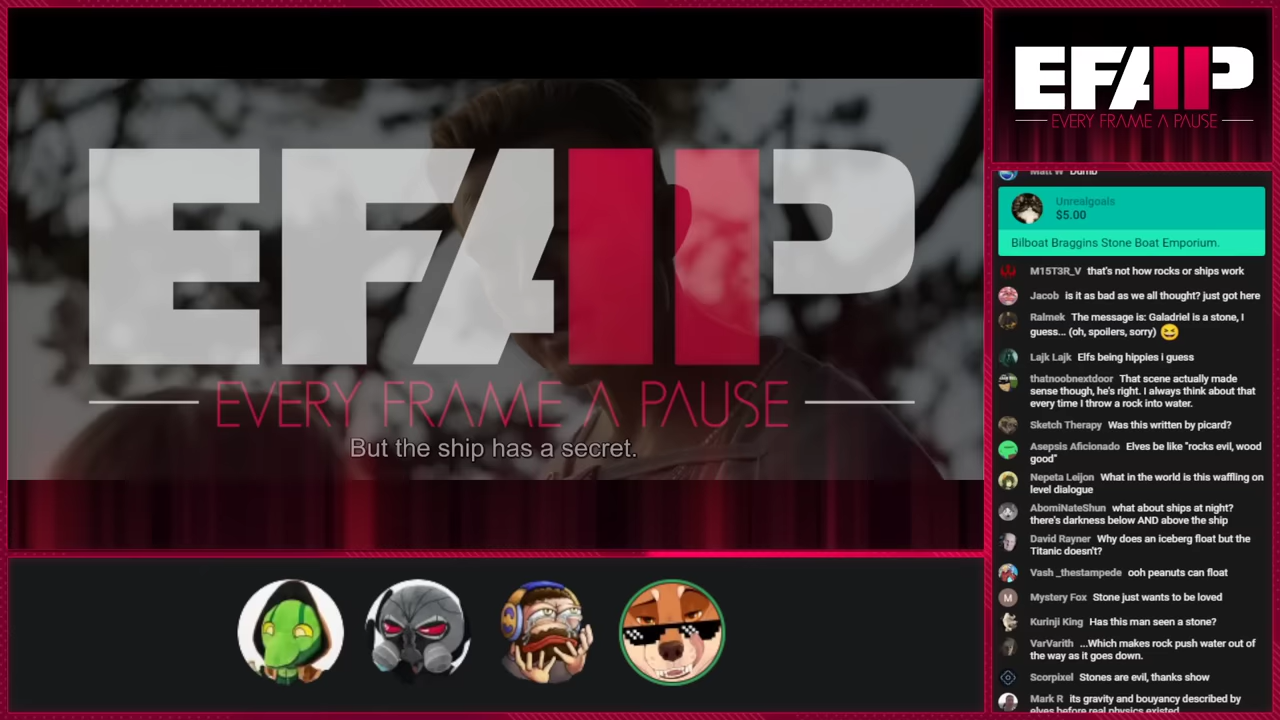 EFAP
EVERY FRAME A PAUSE
But the ship has a secret.
EFAP
EVERY FRAME A PAUSE
Matt W Dumb
Unrealgoals
$5.00
Bilboat Braggins Stone Boat Emporium.
M15T3R_V that's not how rocks or ships work
Jacob is it as bad as we all thought? just got here
Ralmek The message is: Galadriel is a stone, I
guess... (oh, spoilers, sorry) 😆
Lajk Lajk Elfs being hippies i guess
thatnoobnextdoor That scene actually made
sense though, he's right. I always think about that
every time I throw a rock into water.
Sketch Therapy Was this written by picard?
Asepsis Aficionado Elves be like "rocks evil, wood
good"
Nepeta Leijon What in the world is this waffling on
level dialogue
AbomiNateShun what about ships at night?
there's darkness below AND above the ship
David Rayner Why does an iceberg float but the
Titanic doesn't?
Vash _thestampede ooh peanuts can float
M
Mystery Fox Stone just wants to be loved
Kurinji King Has this man seen a stone?
VarVarith ...Which makes rock push water out of
the way as it goes down.
Scorpixel Stones are evil, thanks show
Mark R its gravity and bouyancy described by
elves before real physics existed